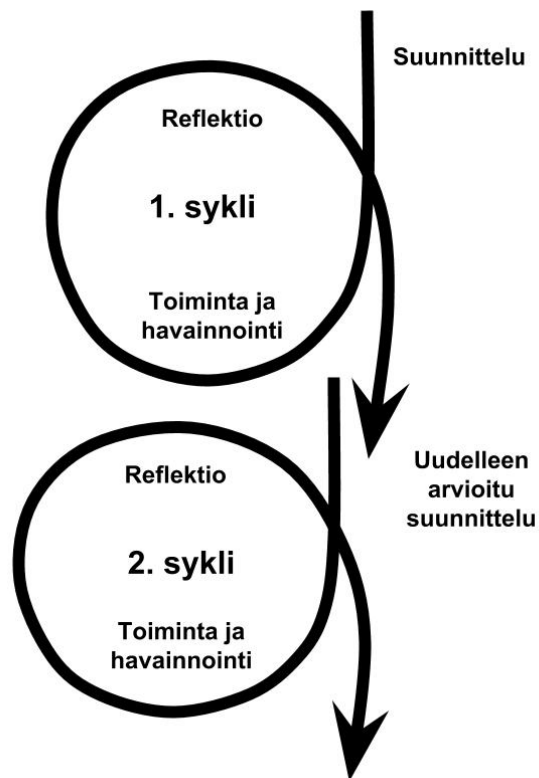 Suunnittelu
Reflektio
1. sykli
Toiminta ja
havainnointi
Uudelleen
arvioitu
suunnittelu
Reflektio
2. sykli
Toiminta ja
havainnointi